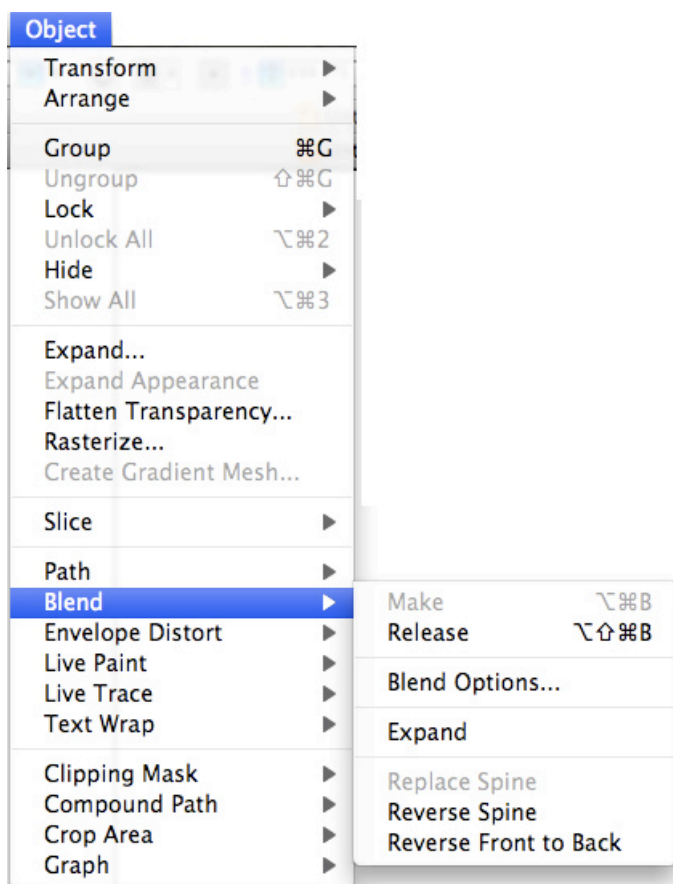 Object
Transform ▶
Arrange ▶
Group ⌘G
Ungroup ⇧⌘G
Lock ▶
Unlock All ⌥⌘2
Hide ▶
Show All ⌥⌘3
Expand...
Expand Appearance
Flatten Transparency...
Rasterize...
Create Gradient Mesh...
Slice ▶
Path ▶
Blend ▶
Envelope Distort ▶
Live Paint ▶
Live Trace ▶
Text Wrap ▶
Clipping Mask ▶
Compound Path ▶
Crop Area ▶
Graph ▶
Make ⌥⌘B
Release ⌥⇧⌘B
Blend Options...
Expand
Replace Spine
Reverse Spine
Reverse Front to Back